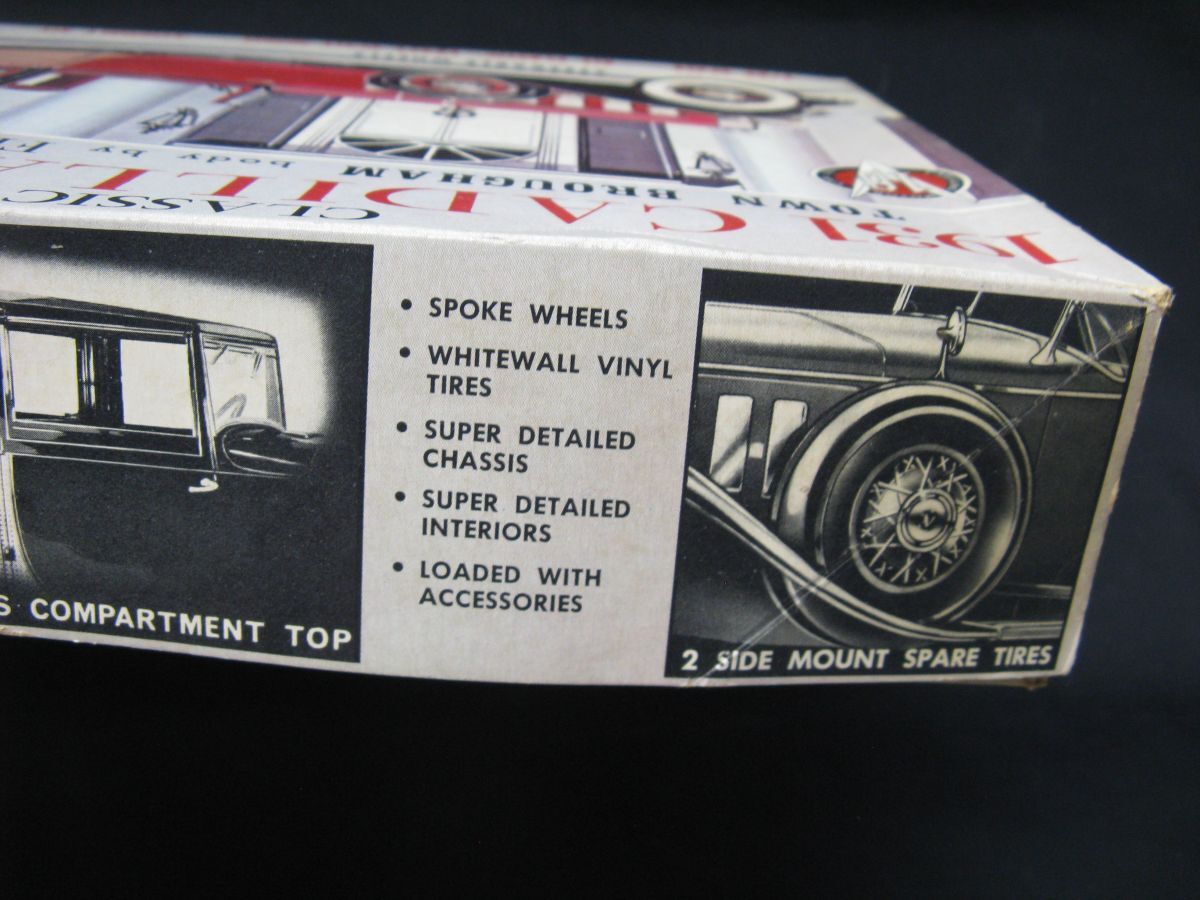 CLASSIC
1931 CADILLA
TOWN BROUGHAM body by
SPOKE WHEELS
WHITEWALL VINYL
TIRES
SUPER DETAILED
CHASSIS
SUPER DETAILED
INTERIORS
LOADED WITH
ACCESSORIES
S COMPARTMENT TOP
2 SIDE MOUNT SPARE TIRES